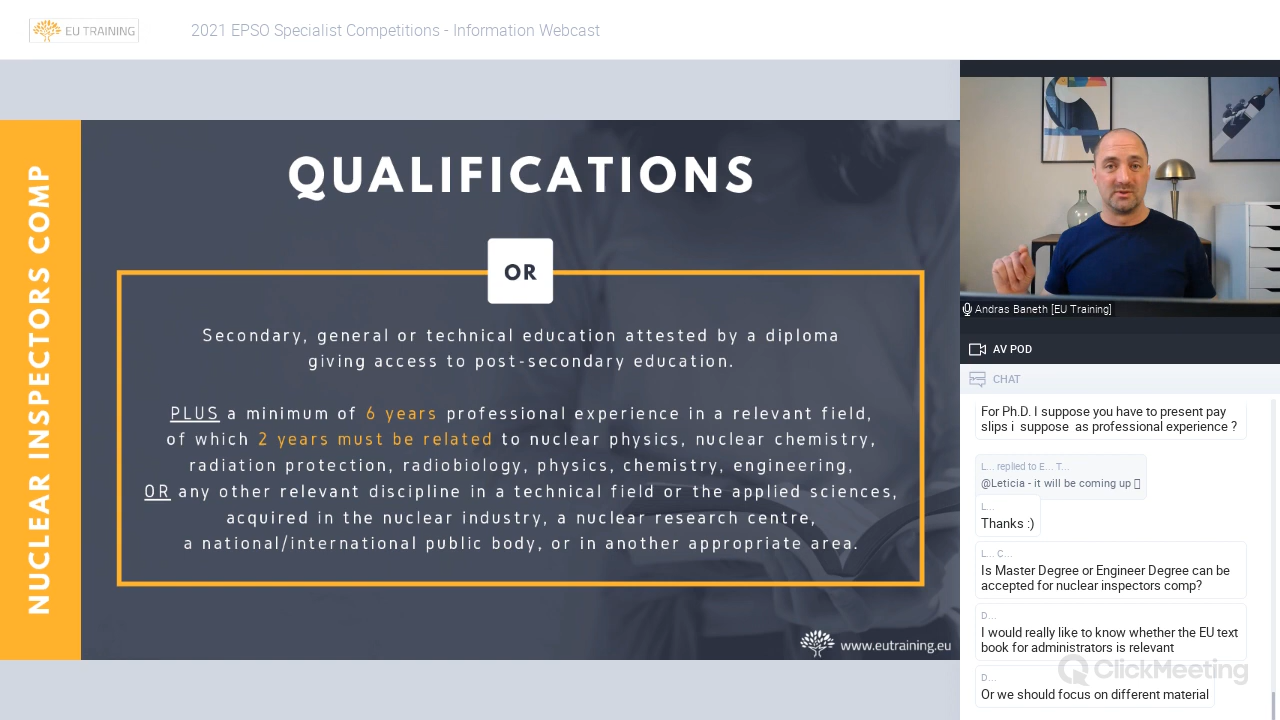 EU TRAINING
2021 EPSO Specialist Competitions - Information Webcast
NUCLEAR INSPECTORS COMP
QUALIFICATIONS
OR
Secondary, general or technical education attested by a diploma
giving access to post-secondary education.
PLUS a minimum of 6 years professional experience in a relevant field,
of which 2 years must be related to nuclear physics, nuclear chemistry,
radiation protection, radiobiology, physics, chemistry, engineering,
OR any other relevant discipline in a technical field or the applied sciences,
acquired in the nuclear industry, a nuclear research centre,
a national/international public body, or in another appropriate area.
www.eutraining.eu
Andras Baneth [EU Training]
AV POD
CHAT
For Ph.D. I suppose you have to present pay
slips i suppose as professional experience ?
L... replied to E... T...
@Leticia - it will be coming up
L...
Thanks :)
L... C...
Is Master Degree or Engineer Degree can be
accepted for nuclear inspectors comp?
D...
I would really like to know whether the EU text
book for administrators is relevant
D...
Or we should focus on different material
ClickMeeting